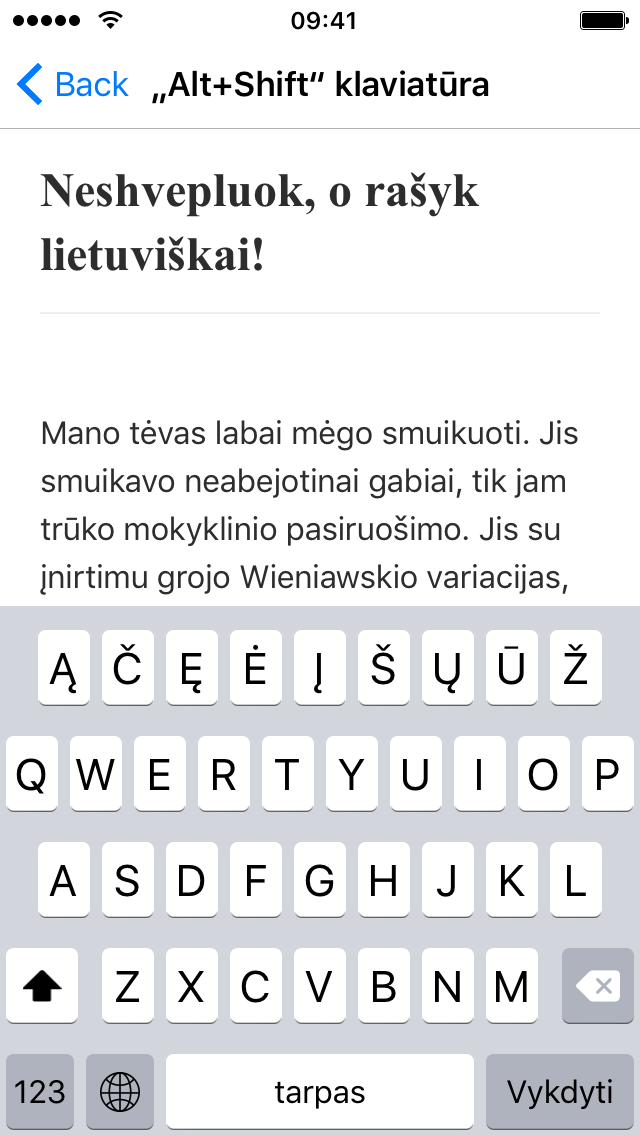 09:41
Back „Alt+Shift“ klaviatūra
Neshvepluok, o rašyk
lietuviškai!
Mano tėvas labai mėgo smuikuoti. Jis
smuikavo neabejotinai gabiai, tik jam
trūko mokyklinio pasiruošimo. Jis su
įnirtimu grojo Wieniawskio variacijas,
Ą Č Ę Ė Į Š Ų Ū Ž
Q W E R T Y U I O P
A S D F G H J K L
Z X C V B N M
123 tarpas Vykdyti